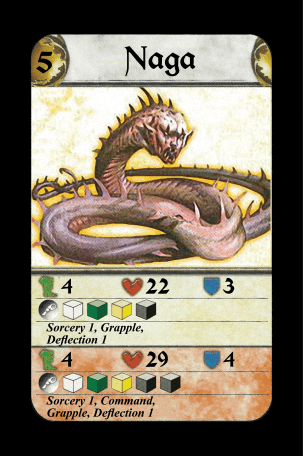 5 Naga
4 22 3
Sorcery 1, Grapple,
Deflection 1
4 29 4
Sorcery 1, Command,
Grapple, Deflection 1